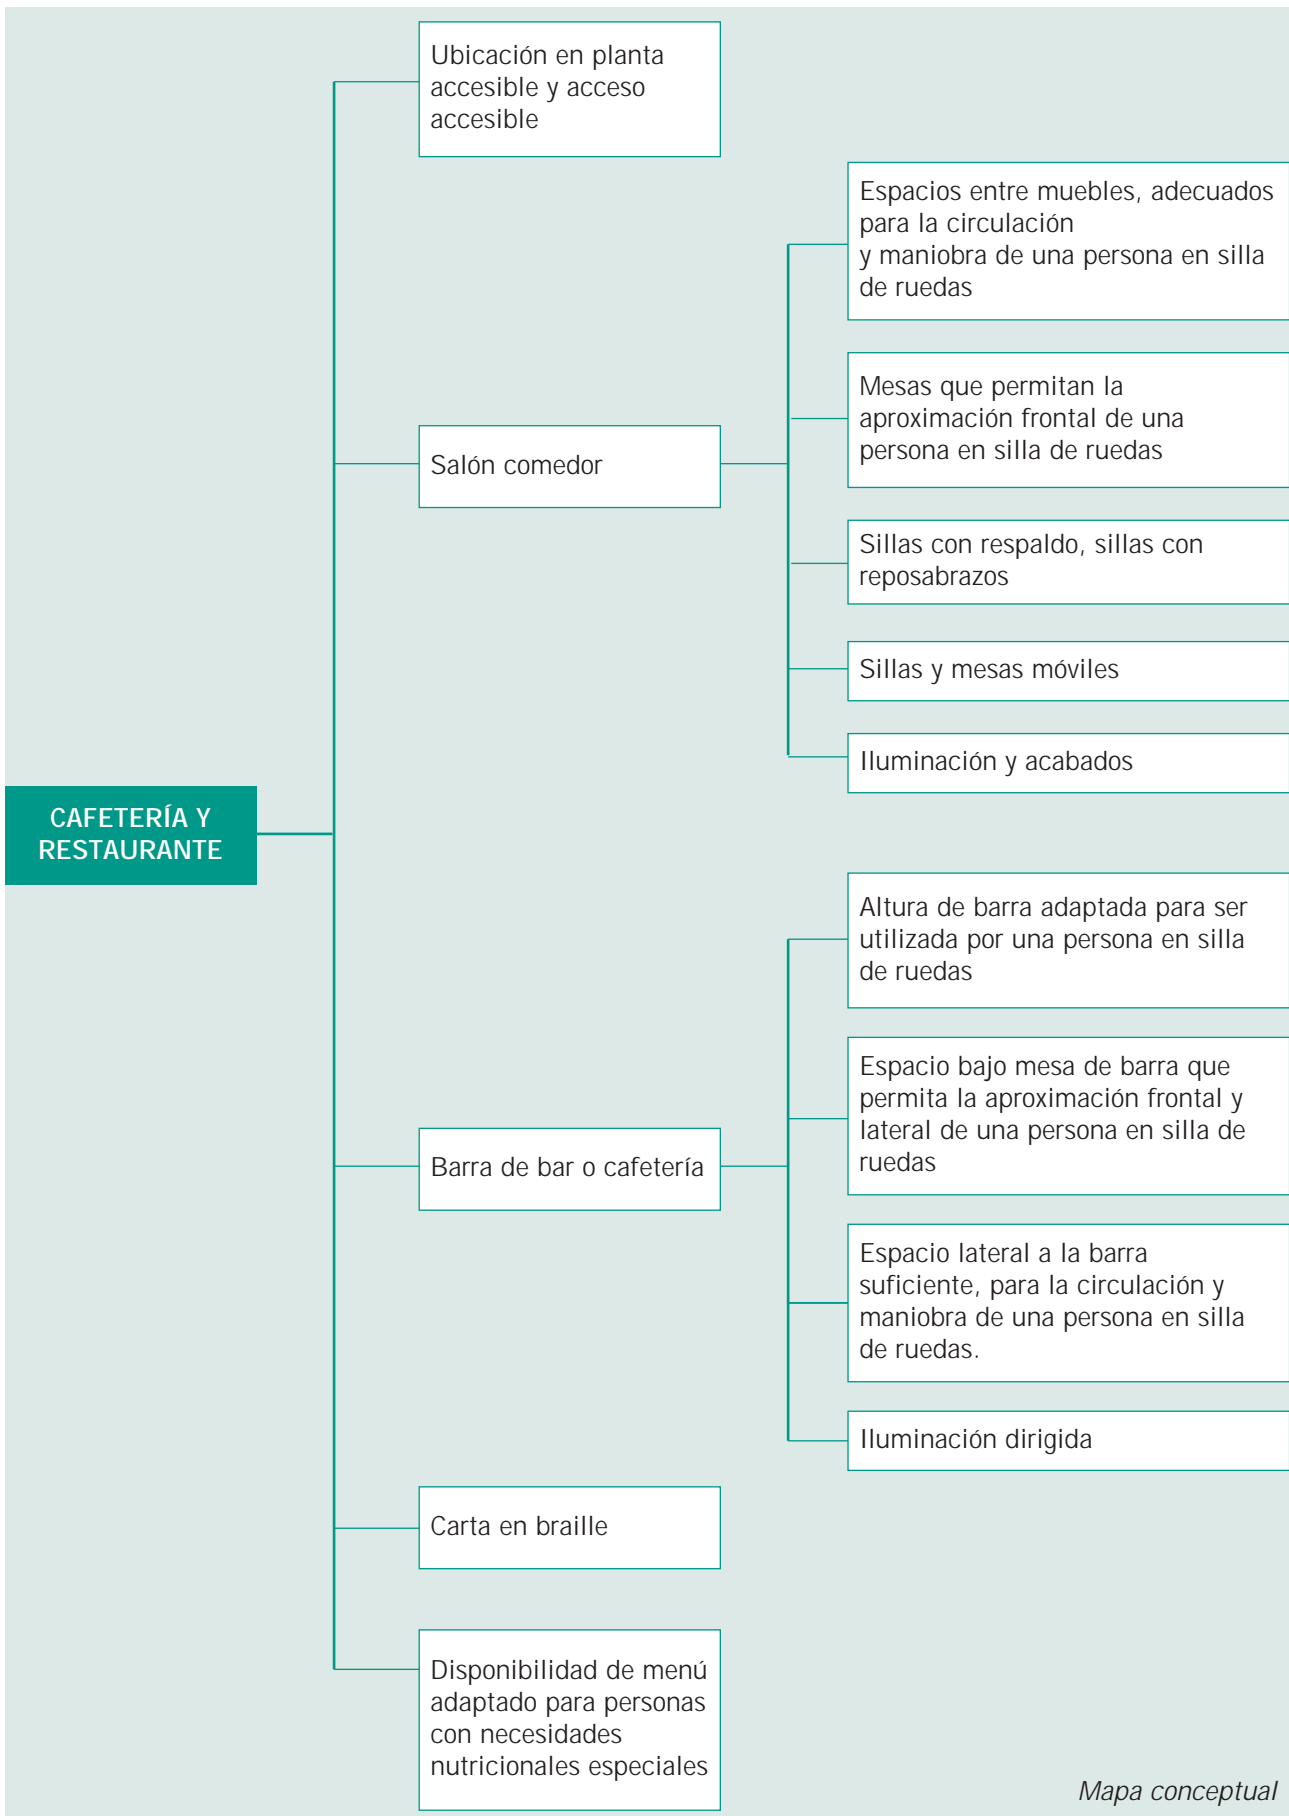 Ubicación en planta
accesible y acceso
accesible
Espacios entre muebles, adecuados
para la circulación
y maniobra de una persona en silla
de ruedas
Mesas que permitan la
aproximación frontal de una
persona en silla de ruedas
Salón comedor
Sillas con respaldo, sillas con
reposabrazos
Sillas y mesas móviles
Iluminación y acabados
CAFETERÍA Y
RESTAURANTE
Altura de barra adaptada para ser
utilizada por una persona en silla
de ruedas
Espacio bajo mesa de barra que
permita la aproximación frontal y
lateral de una persona en silla de
ruedas
Barra de bar o cafetería
Espacio lateral a la barra
suficiente, para la circulación y
maniobra de una persona en silla
de ruedas.
Iluminación dirigida
Carta en braille
Disponibilidad de menú
adaptado para personas
con necesidades
nutricionales especiales
Mapa conceptual